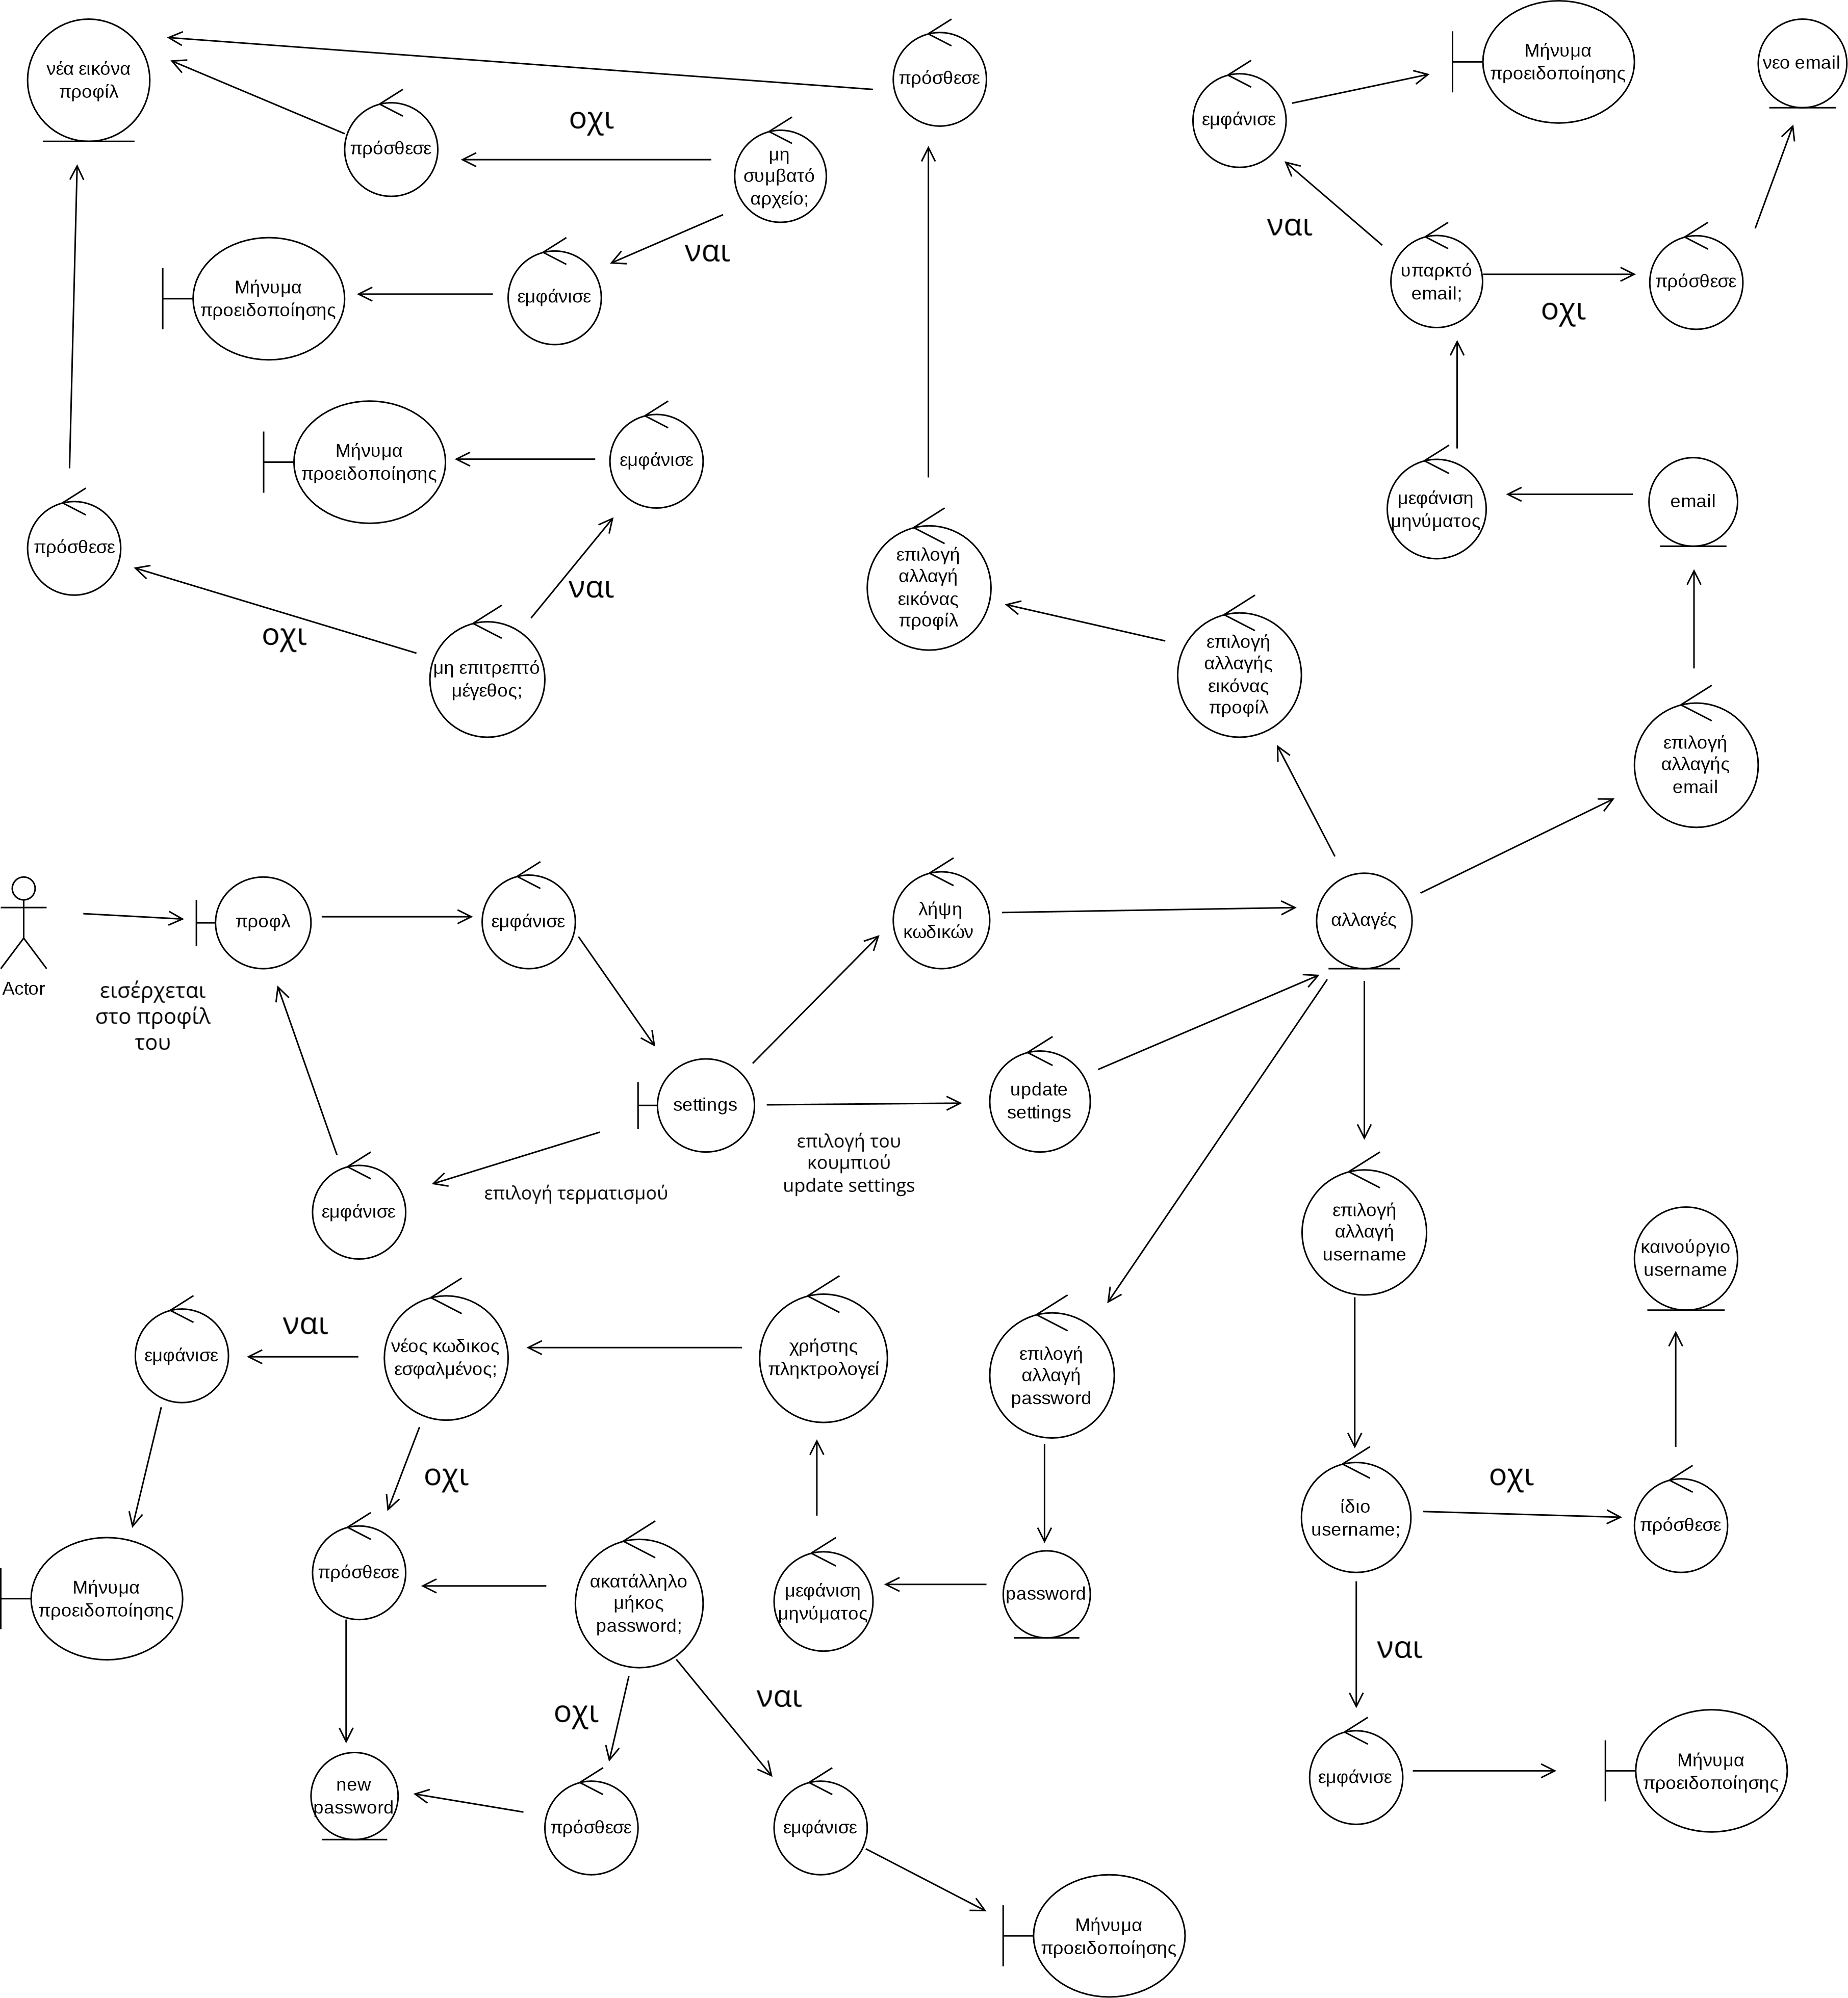 νέα εικόνα
προφίλ
πρόσθεσε
οχι
μη
συμβατό
αρχείο;
πρόσθεσε
εμφάνισε
Μήνυμα
προειδοποίησης
νεο email
ναι
Μήνυμα
προειδοποίησης
εμφάνισε
ναι
υπαρκτό
email;
οχι
πρόσθεσε
Μήνυμα
προειδοποίησης
εμφάνισε
μεφάνιση
μηνύματος
email
πρόσθεσε
ναι
οχι
μη επιτρεπτό
μέγεθος;
επιλογή
αλλαγή
εικόνας
προφίλ
επιλογή
αλλαγής
εικόνας
προφίλ
επιλογή
αλλαγής
email
Actor
προφλ
εμφάνισε
λήψη
κωδικών
αλλαγές
εισέρχεται
στο προφίλ
του
settings
update
settings
επιλογή του
κουμπιού
update settings
επιλογή τερματισμού
εμφάνισε
επιλογή
αλλαγή
username
καινούργιο
username
εμφάνισε
ναι
νέος κωδικος
εσφαλμένος;
χρήστης
πληκτρολογεί
επιλογή
αλλαγή
password
οχι
ίδιο
username;
οχι
πρόσθεσε
Μήνυμα
προειδοποίησης
πρόσθεσε
ακατάλληλο
μήκος
password;
μεφάνιση
μηνύματος
password
ναι
οχι
ναι
new
password
πρόσθεσε
εμφάνισε
εμφάνισε
Μήνυμα
προειδοποίησης
Μήνυμα
προειδοποίησης